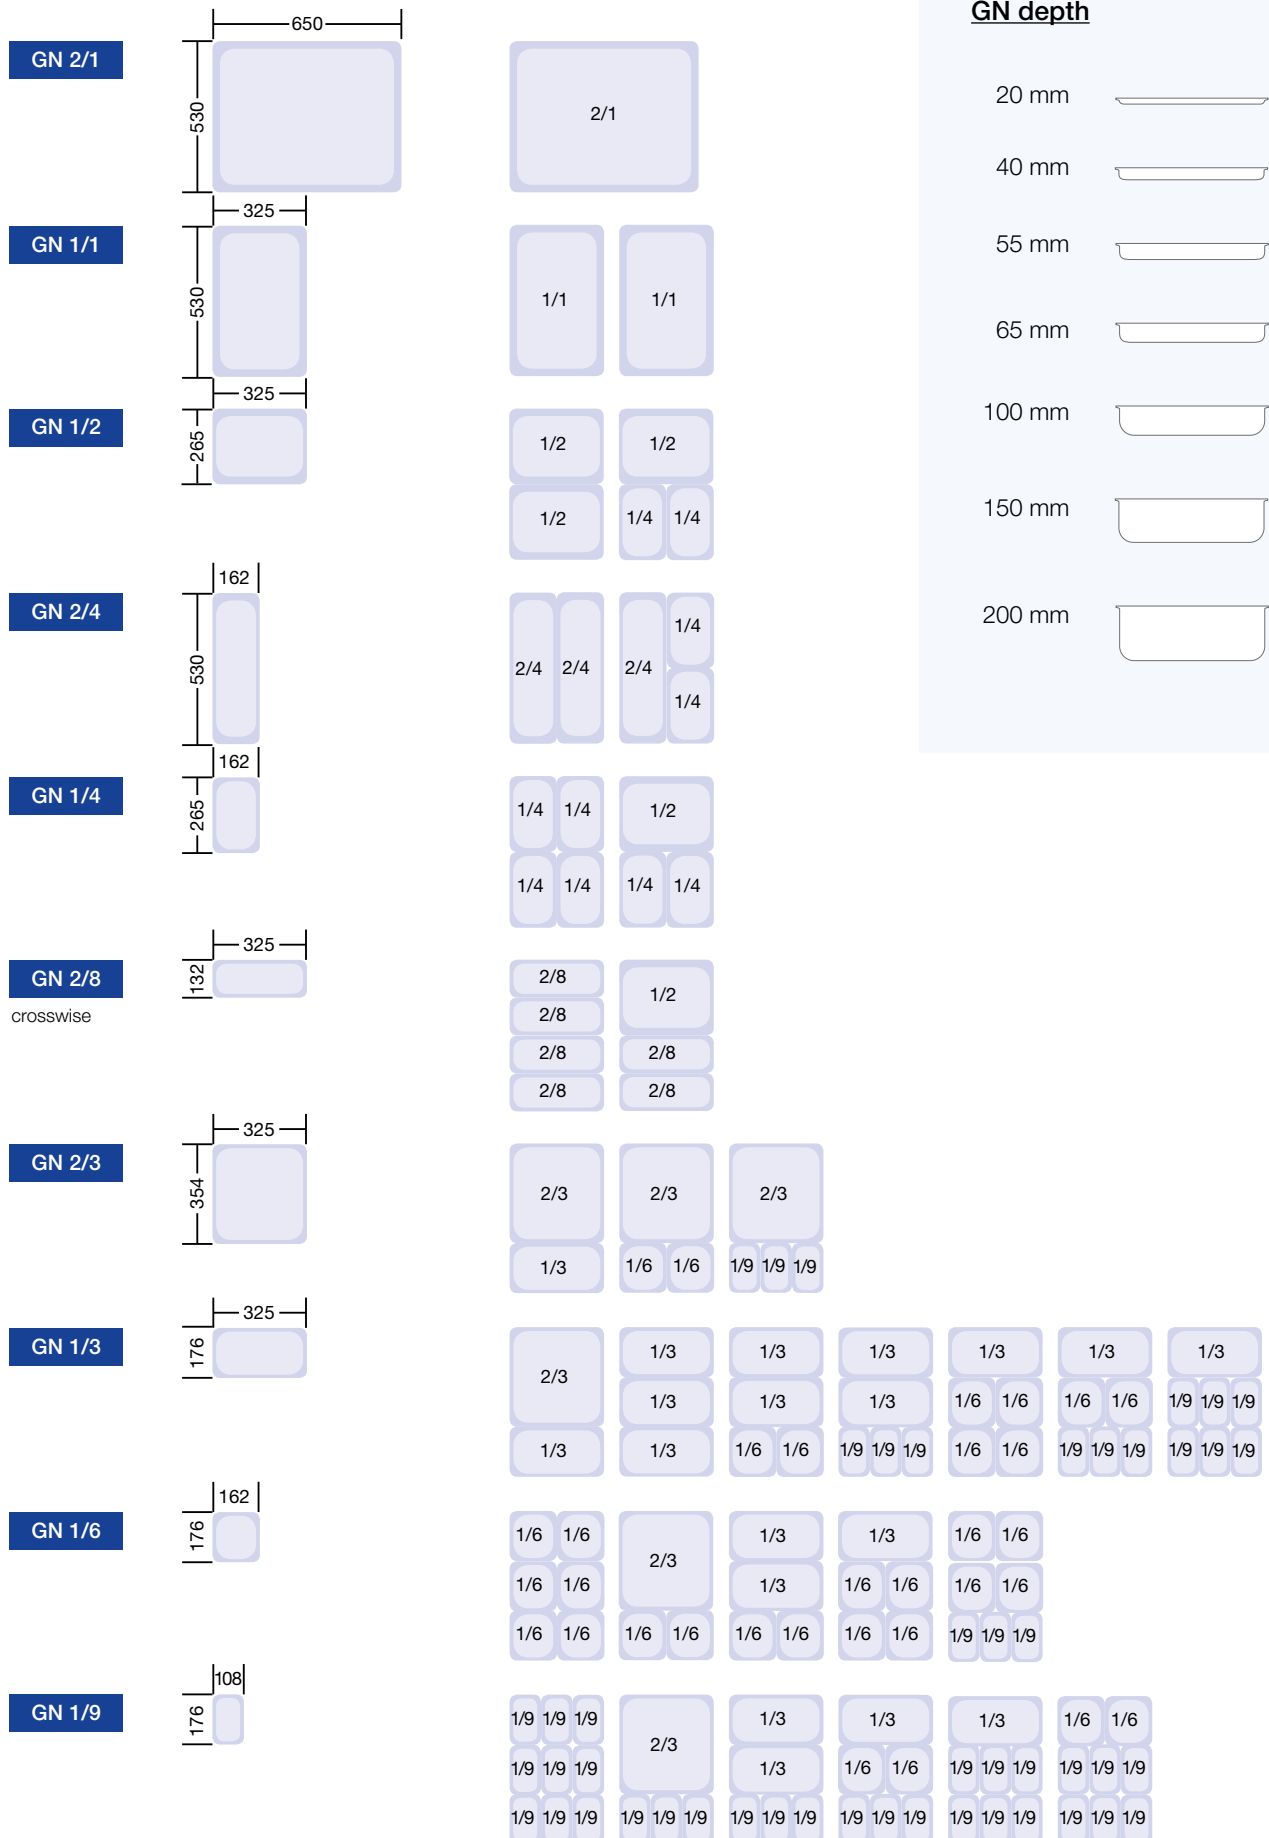 GN depth
20 mm
40 mm
55 mm
65 mm
100 mm
150 mm
200 mm
GN 2/1
650
530
2/1
GN 1/1
325
530
1/1 1/1
GN 1/2
325
265
1/2 1/2
1/2 1/4 1/4
GN 2/4
162
530
2/4 2/4 2/4 1/4
1/4
GN 1/4
162
265
1/4 1/4 1/2
1/4 1/4 1/4 1/4
GN 2/8
crosswise
325
132
2/8 1/2
2/8
2/8 2/8
2/8 2/8
GN 2/3
325
354
2/3 2/3 2/3
1/3 1/6 1/6 1/9 1/9 1/9
GN 1/3
325
176
2/3 1/3 1/3 1/3 1/3 1/3 1/3
1/3 1/3 1/3 1/6 1/6 1/6 1/6 1/9 1/9 1/9
1/3 1/3 1/6 1/6 1/9 1/9 1/9 1/6 1/6 1/9 1/9 1/9 1/9 1/9 1/9
GN 1/6
162
176
1/6 1/6 2/3 1/3 1/3 1/6 1/6
1/6 1/6 1/3 1/6 1/6 1/6 1/6
1/6 1/6 1/6 1/6 1/6 1/6 1/6 1/6 1/9 1/9 1/9
GN 1/9
108
176
1/9 1/9 1/9 2/3 1/3 1/3 1/3 1/6 1/6
1/9 1/9 1/9 1/3 1/6 1/6 1/9 1/9 1/9 1/9 1/9 1/9
1/9 1/9 1/9 1/9 1/9 1/9 1/9 1/9 1/9 1/9 1/9 1/9 1/9 1/9 1/9 1/9 1/9 1/9